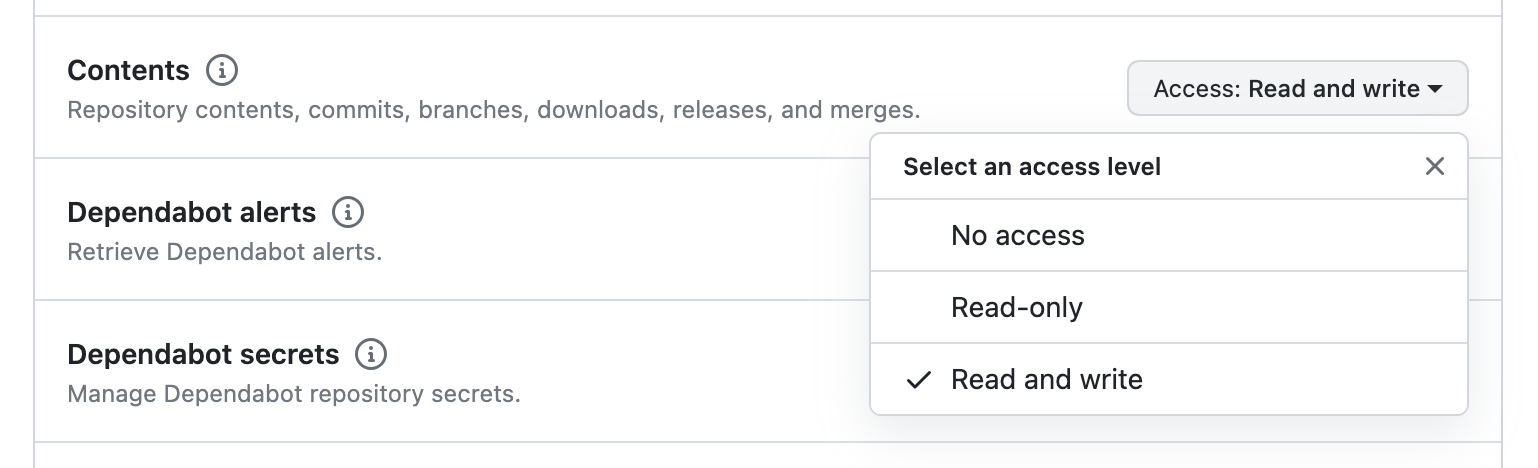 Contents
Repository contents, commits, branches, downloads, releases, and merges.
Access: Read and write
Select an access level
No access
Read-only
Read and write
Dependabot alerts
Retrieve Dependabot alerts.
Dependabot secrets
Manage Dependabot repository secrets.